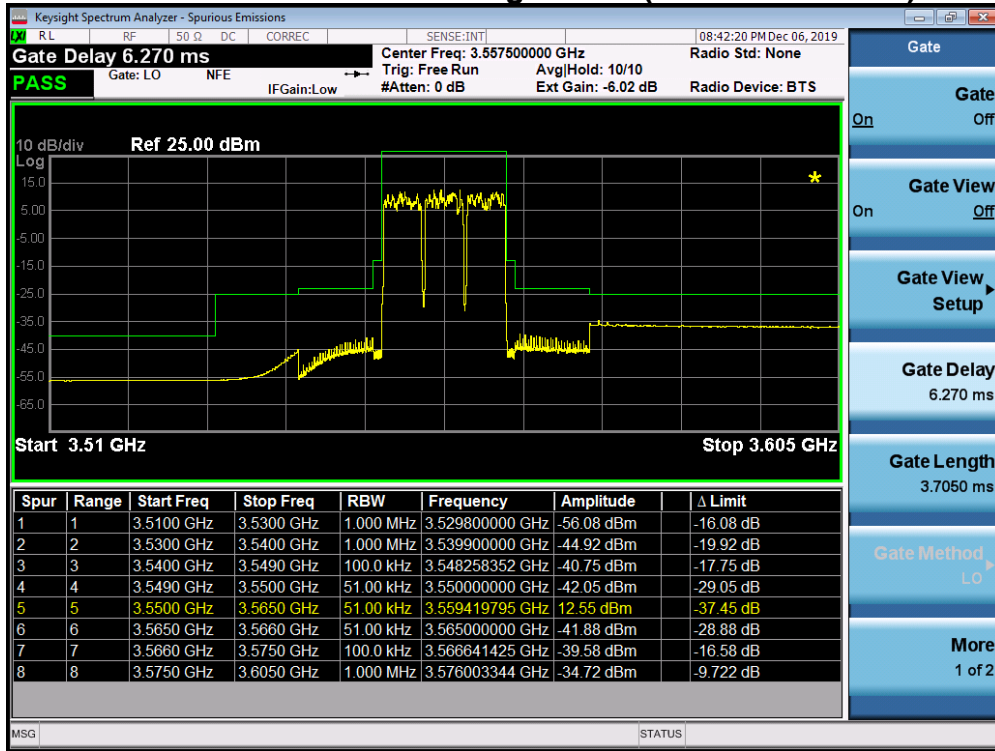 Keysight Spectrum Analyzer - Spurious Emissions
LXI RL RF 50 Ω DC CORREC SENSE:INT 08:42:20 PM Dec 06, 2019
Gate Delay 6.270 ms Center Freq: 3.557500000 GHz Radio Std: None
PASS Gate: LO NFE Trig: Free Run Avg|Hold: 10/10
IFGain:Low #Atten: 0 dB Ext Gain: -6.02 dB Radio Device: BTS
10 dB/div Ref 25.00 dBm
Log
15.0
5.00
-5.00
-15.0
-25.0
-35.0
-45.0
-55.0
-65.0
*
Start 3.51 GHz Stop 3.605 GHz
Spur Range Start Freq Stop Freq RBW Frequency Amplitude Δ Limit
1 1 3.5100 GHz 3.5300 GHz 1.000 MHz 3.529800000 GHz -56.08 dBm -16.08 dB
2 2 3.5300 GHz 3.5400 GHz 1.000 MHz 3.539900000 GHz -44.92 dBm -19.92 dB
3 3 3.5400 GHz 3.5490 GHz 100.0 kHz 3.548258352 GHz -40.75 dBm -17.75 dB
4 4 3.5490 GHz 3.5500 GHz 51.00 kHz 3.550000000 GHz -42.05 dBm -29.05 dB
5 5 3.5500 GHz 3.5650 GHz 51.00 kHz 3.559419795 GHz 12.55 dBm -37.45 dB
6 6 3.5650 GHz 3.5660 GHz 51.00 kHz 3.565000000 GHz -41.88 dBm -28.88 dB
7 7 3.5660 GHz 3.5750 GHz 100.0 kHz 3.566641425 GHz -39.58 dBm -16.58 dB
8 8 3.5750 GHz 3.6050 GHz 1.000 MHz 3.576003344 GHz -34.72 dBm -9.722 dB
MSG STATUS
Gate
Gate
On Off
Gate View
On Off
Gate View
Setup
Gate Delay
6.270 ms
Gate Length
3.7050 ms
Gate Method
LO
More
1 of 2